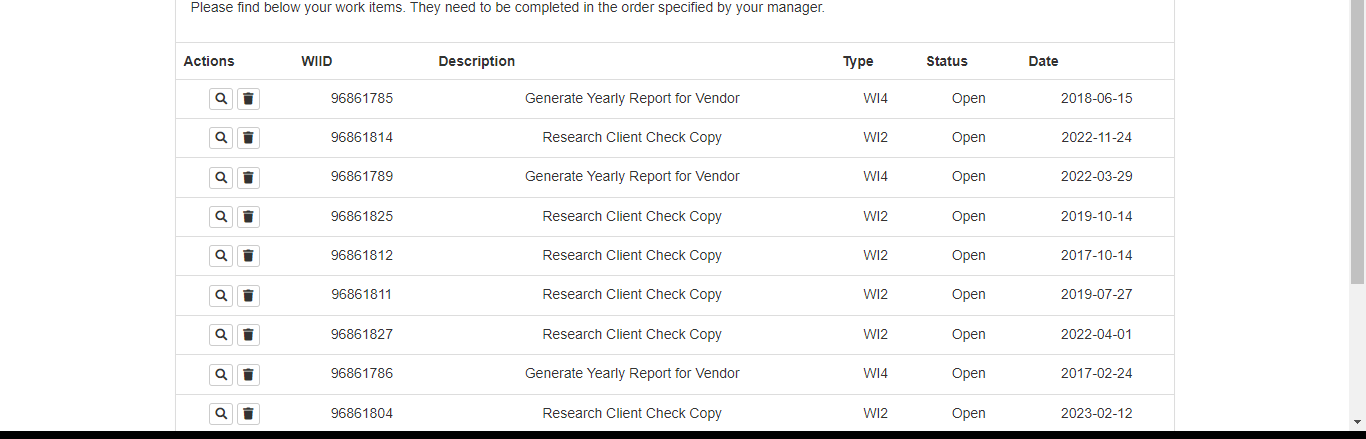 Please find below your work items. They need to be completed in the order specified by your manager.
Actions WIID Description Type Status Date
96861785 Generate Yearly Report for Vendor WI4 Open 2018-06-15
96861814 Research Client Check Copy WI2 Open 2022-11-24
96861789 Generate Yearly Report for Vendor WI4 Open 2022-03-29
96861825 Research Client Check Copy WI2 Open 2019-10-14
96861812 Research Client Check Copy WI2 Open 2017-10-14
96861811 Research Client Check Copy WI2 Open 2019-07-27
96861827 Research Client Check Copy WI2 Open 2022-04-01
96861786 Generate Yearly Report for Vendor WI4 Open 2017-02-24
96861804 Research Client Check Copy WI2 Open 2023-02-12